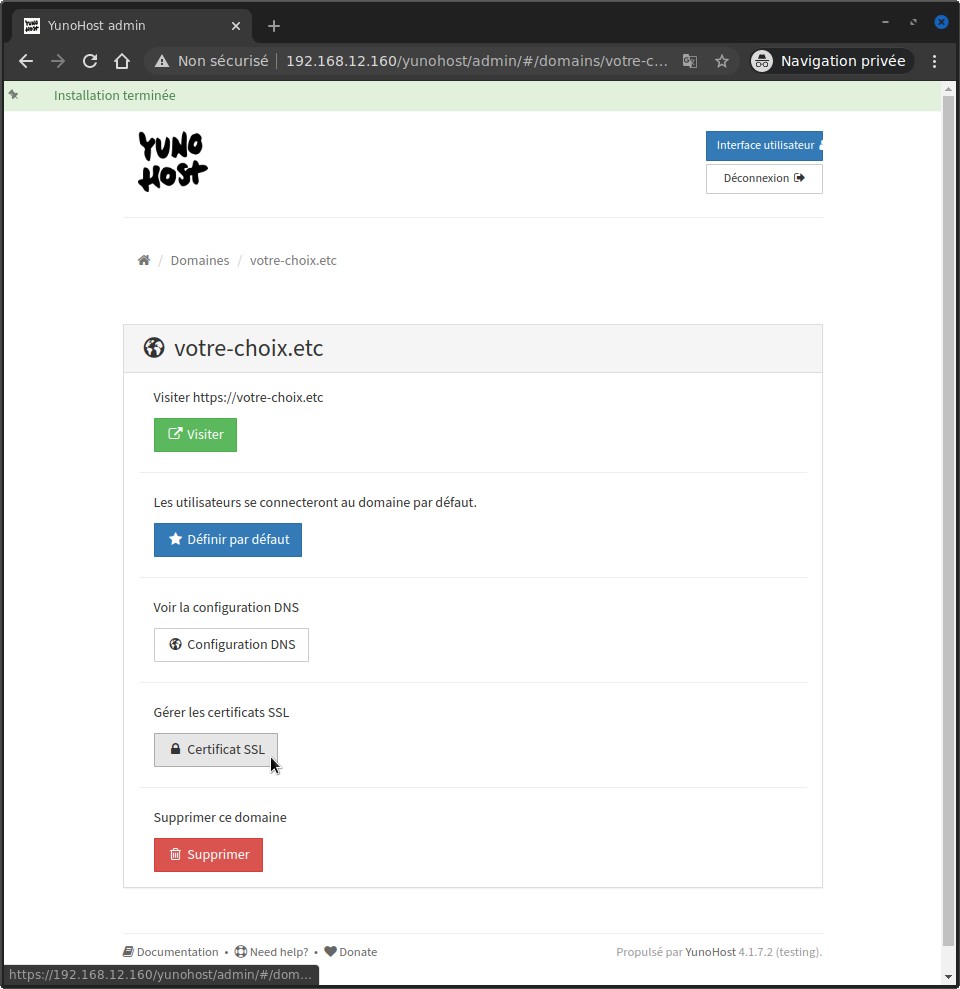 YunoHost admin
Non sécurisé
192.168.12.160/yunohost/admin/#/domains/votre-c...
Navigation privée
Installation terminée
YUNO
HOST
Interface utilisateur
Déconnexion
/ Domaines / votre-choix.etc
votre-choix.etc
Visiter https://votre-choix.etc
Visiter
Les utilisateurs se connecteront au domaine par défaut.
Définir par défaut
Voir la configuration DNS
Configuration DNS
Gérer les certificats SSL
Certificat SSL
Supprimer ce domaine
Supprimer
Documentation • Need help? • Donate
Propulsé par YunoHost 4.1.7.2 (testing).
https://192.168.12.160/yunohost/admin/#/dom...